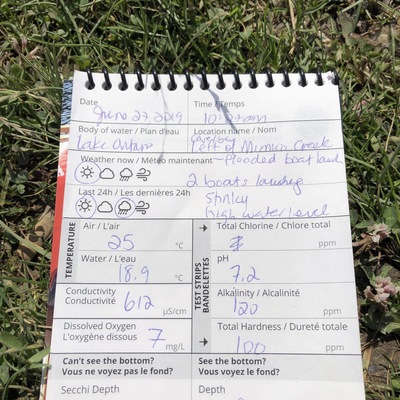 Date
Time / Temps
June 27, 2019
10:27am
Body of water / Plan d'eau
Location name / Nom
Lake Ontario
left of Mimico Creek
Weather now / Météo maintenant
- Flooded boat
2 boats
Last 24h / Les dernières 24h
high water level
TEMPERATURE
Air / L'air
25
°C
Water / L'eau
18.9
°C
Conductivity
Conductivité
612
µS/cm
Dissolved Oxygen
L'oxygène dissous
7
mg/L
TEST STRIPS
BANDELETTES
Total Chlorine / Chlore total
ppm
pH
7.2
Alkalinity / Alcalinité
120
ppm
Total Hardness / Dureté totale
100
ppm
Can't see the bottom?
Vous ne voyez pas le fond?
Secchi Depth
See the bottom?
Vous voyez le fond?
Depth